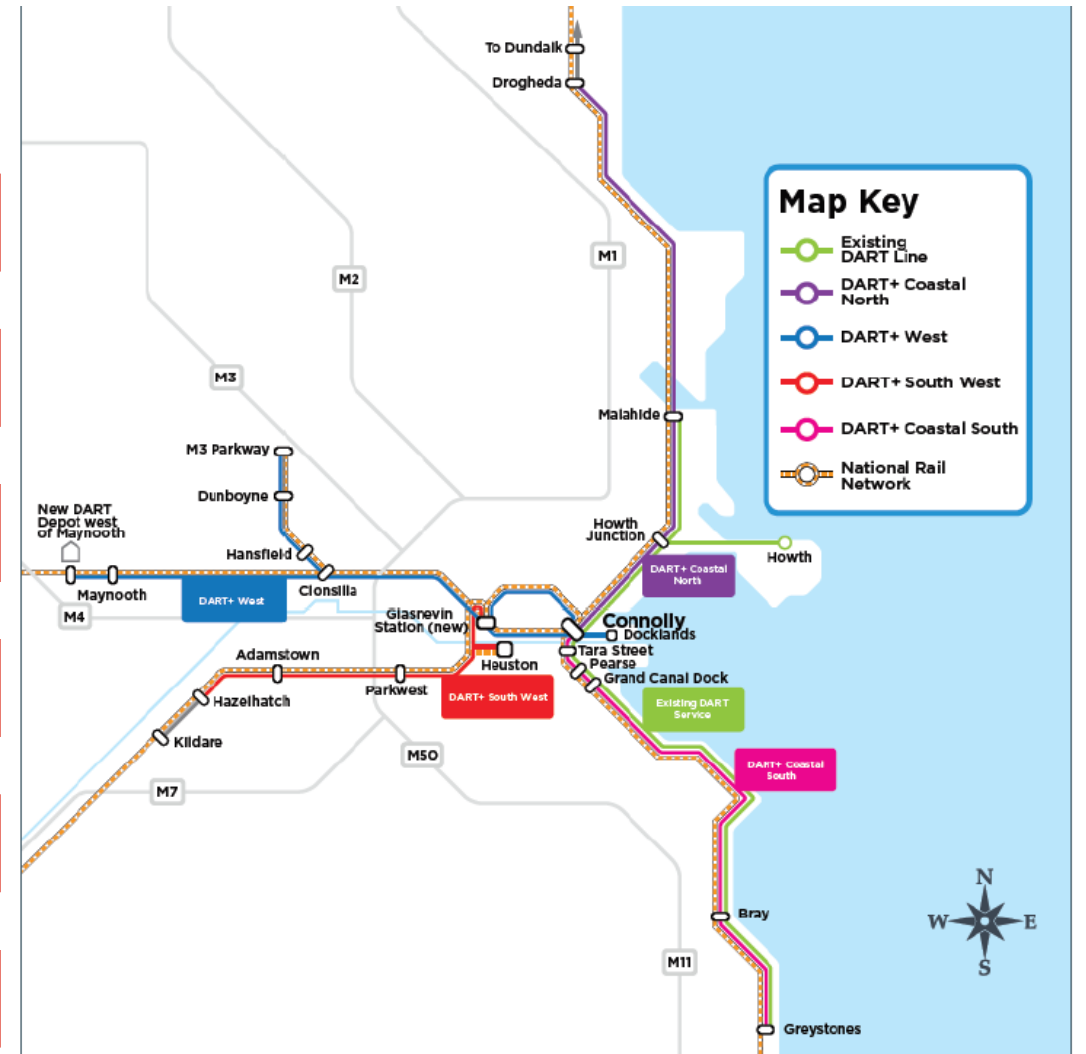 To Dundalk
Drogheda
M1
M2
M3
Map Key
Existing
DART Line
DART+ Coastal
North
DART+ West
DART+ South West
DART+ Coastal South
National Rail
Network
Malahide
M3 Parkway
Dunboyne
New DART
Depot west
of Maynooth
Hansfield
Howth
Junction
Howth
DART+ Coastal
North
Maynooth
DART+ West
Clonsilla
M4
Glasnevin
Station (new)
Connolly
Docklands
Tara Street
Pearse
Grand Canal Dock
Heuston
Adamstown
Parkwest
DART+ South West
Hazelhatch
Existing DART
Service
Kildare
M50
DART+ Coastal
South
M7
N
W
E
S
Bray
M11
Greystones